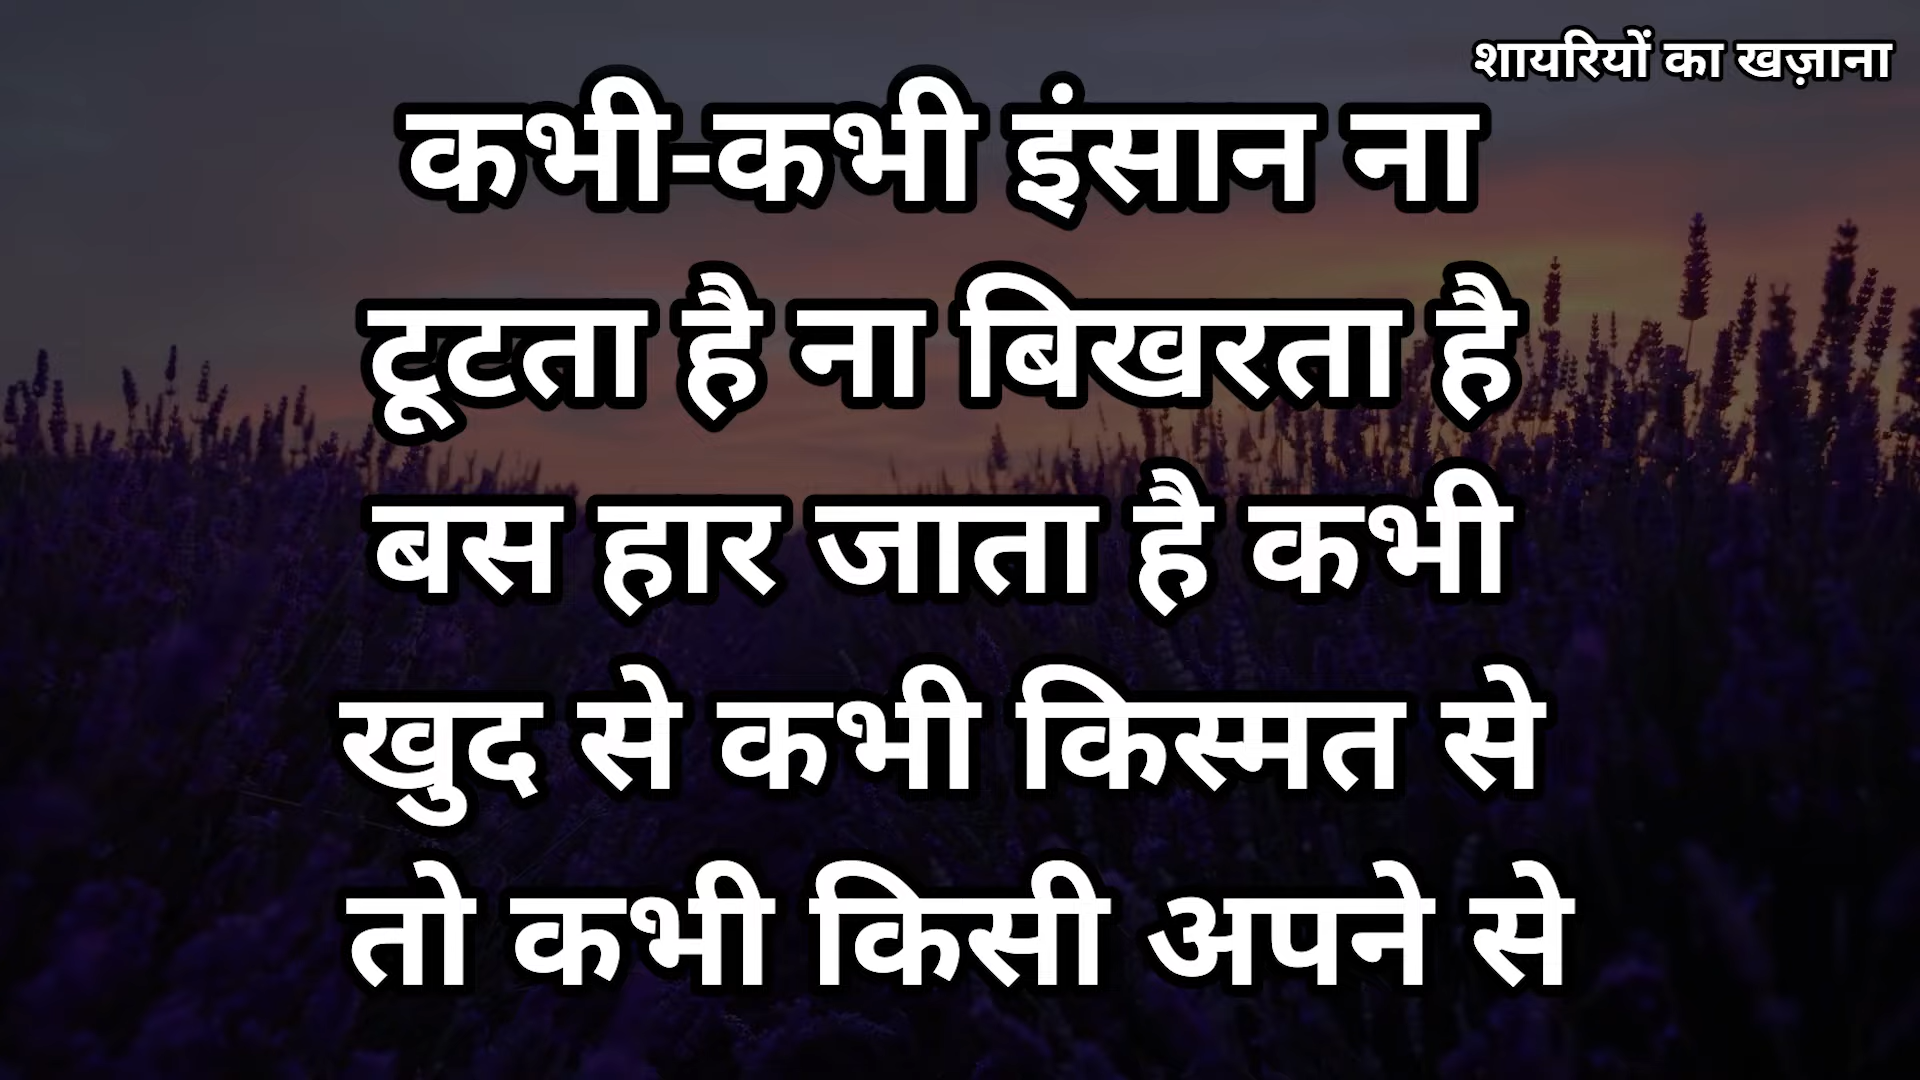 शायरियों का खज़ाना
कभी-कभी इंसान ना
टूटता है ना बिखरता है
बस हार जाता है कभी
खुद से कभी किस्मत से
तो कभी किसी अपने से